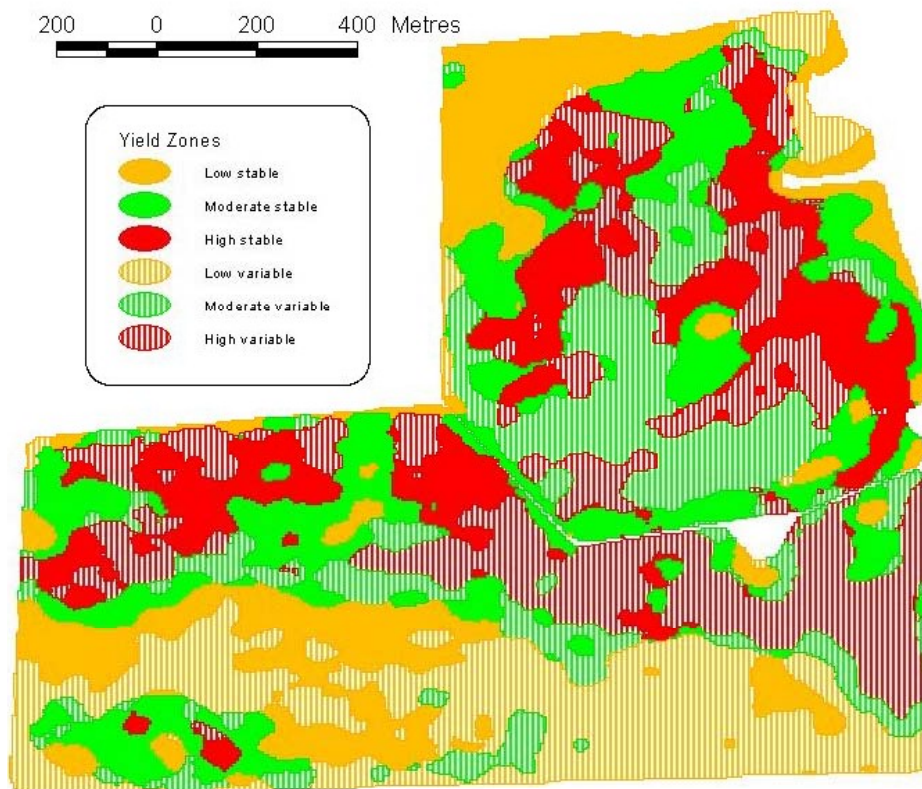 200 0 200 400 Metres
Yield Zones
Low stable
Moderate stable
High stable
Low variable
Moderate variable
High variable